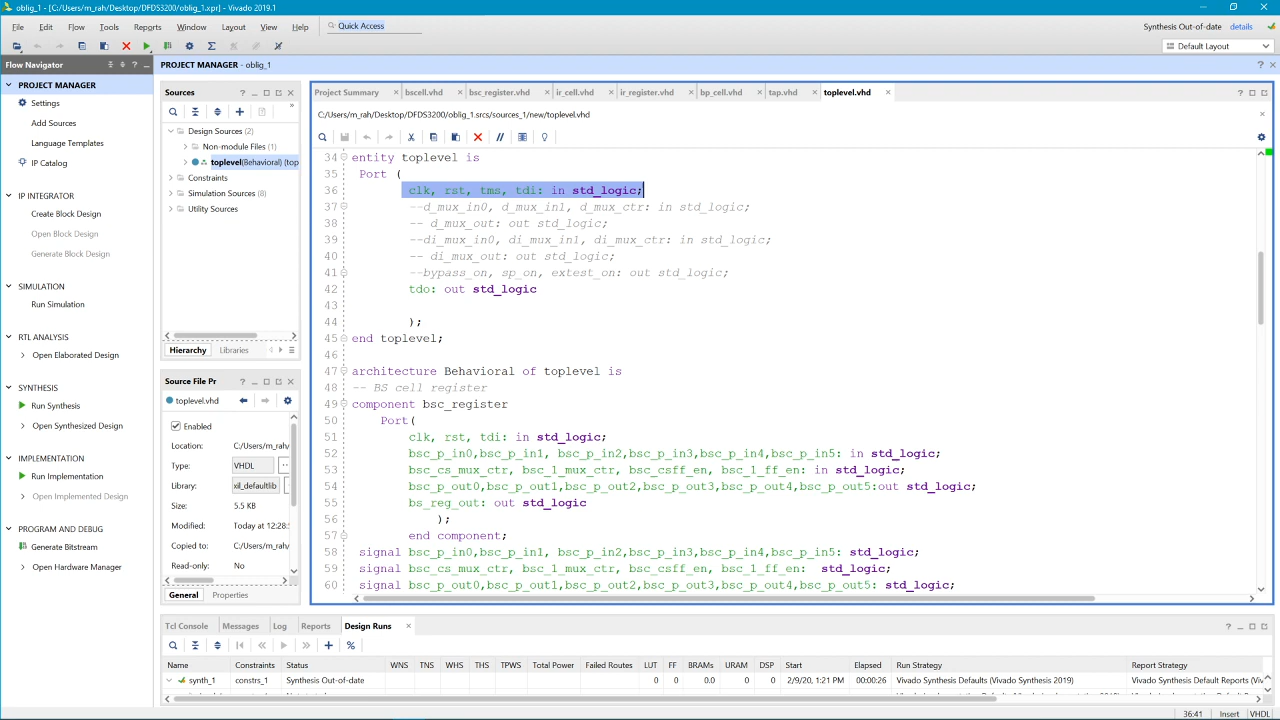 oblig_1 - [C:/Users/m_rah/Desktop/DFDS3200/oblig_1.xpr] - Vivado 2019.1
File Edit Flow Tools Reports Window Layout View Help Quick Access
Synthesis Out-of-date details
Default Layout
Flow Navigator
PROJECT MANAGER
Settings
Add Sources
Language Templates
IP Catalog
IP INTEGRATOR
Create Block Design
Open Block Design
Generate Block Design
SIMULATION
Run Simulation
RTL ANALYSIS
Open Elaborated Design
SYNTHESIS
Run Synthesis
Open Synthesized Design
IMPLEMENTATION
Run Implementation
Open Implemented Design
PROGRAM AND DEBUG
Generate Bitstream
Open Hardware Manager
PROJECT MANAGER - oblig_1
Sources
Design Sources (2)
Non-module Files (1)
toplevel(Behavioral) (top
Constraints
Simulation Sources (8)
Utility Sources
Hierarchy Libraries
Source File Pr
toplevel.vhd
Enabled
Location: C:/Users/m_rah/
Type: VHDL
Library: xil_defaultlib
Size: 5.5 KB
Modified: Today at 12:28:
Copied to: C:/Users/m_rah/
Read-only: No
General Properties
Project Summary bscell.vhd bsc_register.vhd ir_cell.vhd ir_register.vhd bp_cell.vhd tap.vhd toplevel.vhd
C:/Users/m_rah/Desktop/DFDS3200/oblig_1.srcs/sources_1/new/toplevel.vhd
34 entity toplevel is
35 Port (
36 clk, rst, tms, tdi: in std_logic;
37 --d_mux_in0, d_mux_in1, d_mux_ctr: in std_logic;
38 -- d_mux_out: out std_logic;
39 --di_mux_in0, di_mux_in1, di_mux_ctr: in std_logic;
40 -- di_mux_out: out std_logic;
41 --bypass_on, sp_on, extest_on: out std_logic;
42 tdo: out std_logic
43
44 );
45 end toplevel;
46
47 architecture Behavioral of toplevel is
48 -- BS cell register
49 component bsc_register
50 Port(
51 clk, rst, tdi: in std_logic;
52 bsc_p_in0,bsc_p_in1, bsc_p_in2,bsc_p_in3,bsc_p_in4,bsc_p_in5: in std_logic;
53 bsc_cs_mux_ctr, bsc_l_mux_ctr, bsc_csff_en, bsc_l_ff_en: in std_logic;
54 bsc_p_out0,bsc_p_out1,bsc_p_out2,bsc_p_out3,bsc_p_out4,bsc_p_out5:out std_logic;
55 bs_reg_out: out std_logic
56 );
57 end component;
58 signal bsc_p_in0,bsc_p_in1, bsc_p_in2,bsc_p_in3,bsc_p_in4,bsc_p_in5: std_logic;
59 signal bsc_cs_mux_ctr, bsc_l_mux_ctr, bsc_csff_en, bsc_l_ff_en: std_logic;
60 signal bsc_p_out0,bsc_p_out1,bsc_p_out2,bsc_p_out3,bsc_p_out4,bsc_p_out5: std_logic;
Tcl Console Messages Log Reports Design Runs
Name Constraints Status WNS TNS WHS THS TPWS Total Power Failed Routes LUT FF BRAMs URAM DSP Start Elapsed Run Strategy Report Strategy
synth_1 constrs_1 Synthesis Out-of-date 0 0 0.0 0 0 2/9/20, 1:21 PM 00:00:26 Vivado Synthesis Defaults (Vivado Synthesis 2019) Vivado Synthesis Default Reports (Viv
36:41 Insert VHDL